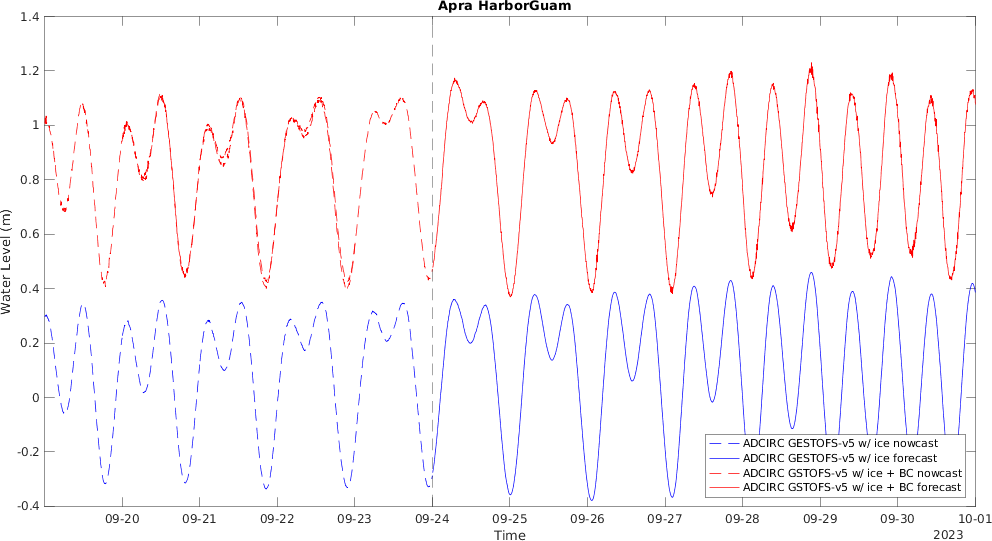 Apra HarborGuam
Water Level (m)
1.4
1.2
1
0.8
0.6
0.4
0.2
0
-0.2
-0.4
ADCIRC GESTOFS-v5 w/ ice nowcast
ADCIRC GESTOFS-v5 w/ ice forecast
ADCIRC GSTOFS-v5 w/ ice + BC nowcast
ADCIRC GSTOFS-v5 w/ ice + BC forecast
09-20 09-21 09-22 09-23 09-24 09-25 09-26 09-27 09-28 09-29 09-30 10-01
Time
2023